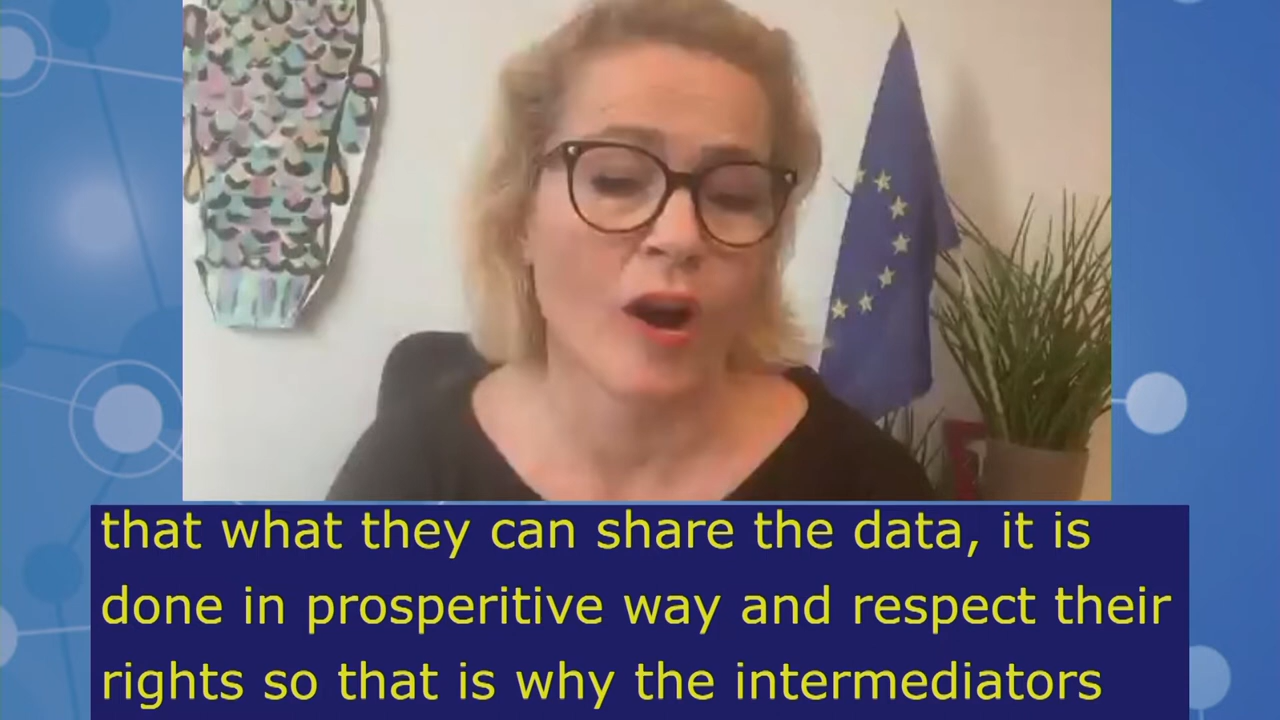 that what they can share the data, it is
done in prosperitive way and respect their
rights so that is why the intermediators